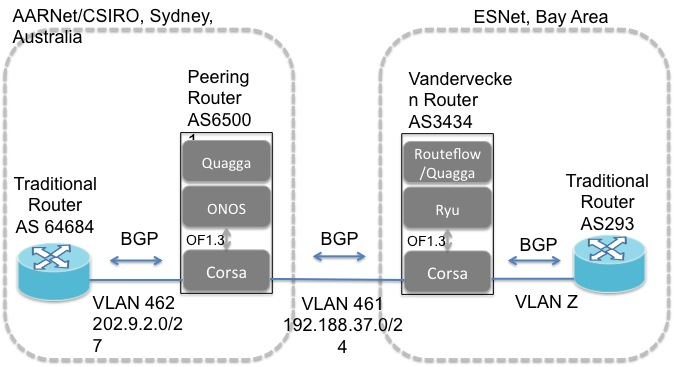 AARNet/CSIRO, Sydney,
Australia
ESNet, Bay Area
Peering
Router
AS6500
1
Vandervecke
n Router
AS3434
Quagga
ONOS
OF1.3
Corsa
Routeflow
/Quagga
Ryu
OF1.3
Corsa
Traditional
Router
AS 64684
Traditional
Router
AS293
BGP
BGP
BGP
VLAN 462
202.9.2.0/2
7
VLAN 461
192.188.37.0/2
4
VLAN Z